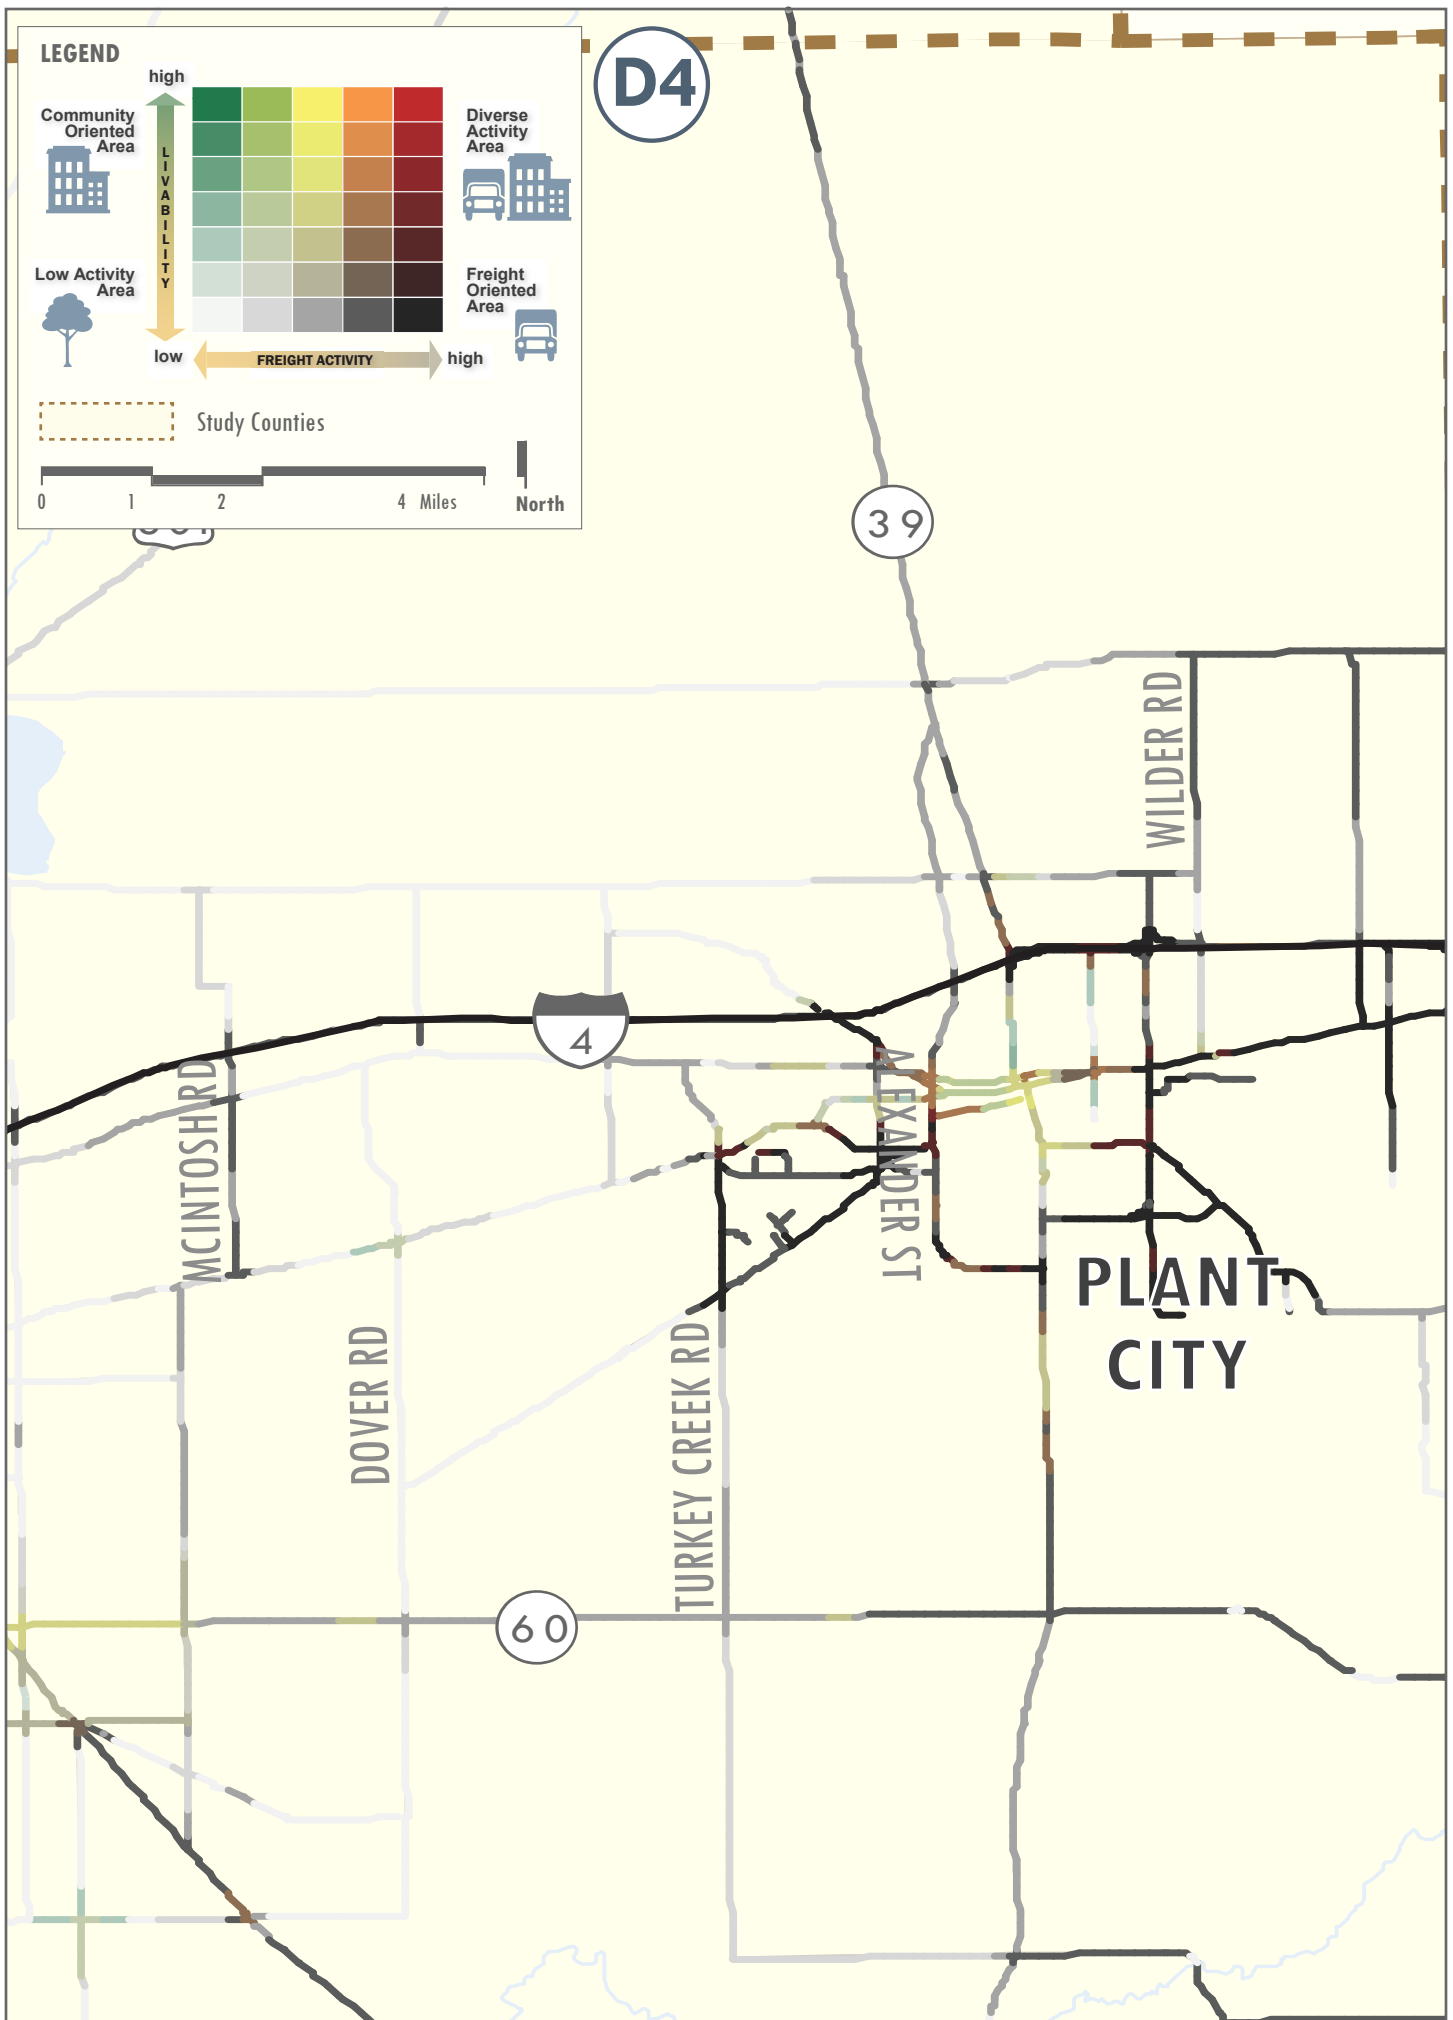 LEGEND
high
Community
Oriented
Area
LIVABILITY
Diverse
Activity
Area
Low Activity
Area
Freight
Oriented
Area
low
FREIGHT ACTIVITY
high
Study Counties
0 1 2 4 Miles
North
D4
39
WILDER RD
4
MCINTOSH RD
ALEXANDER ST
PLANT
CITY
DOVER RD
TURKEY CREEK RD
60